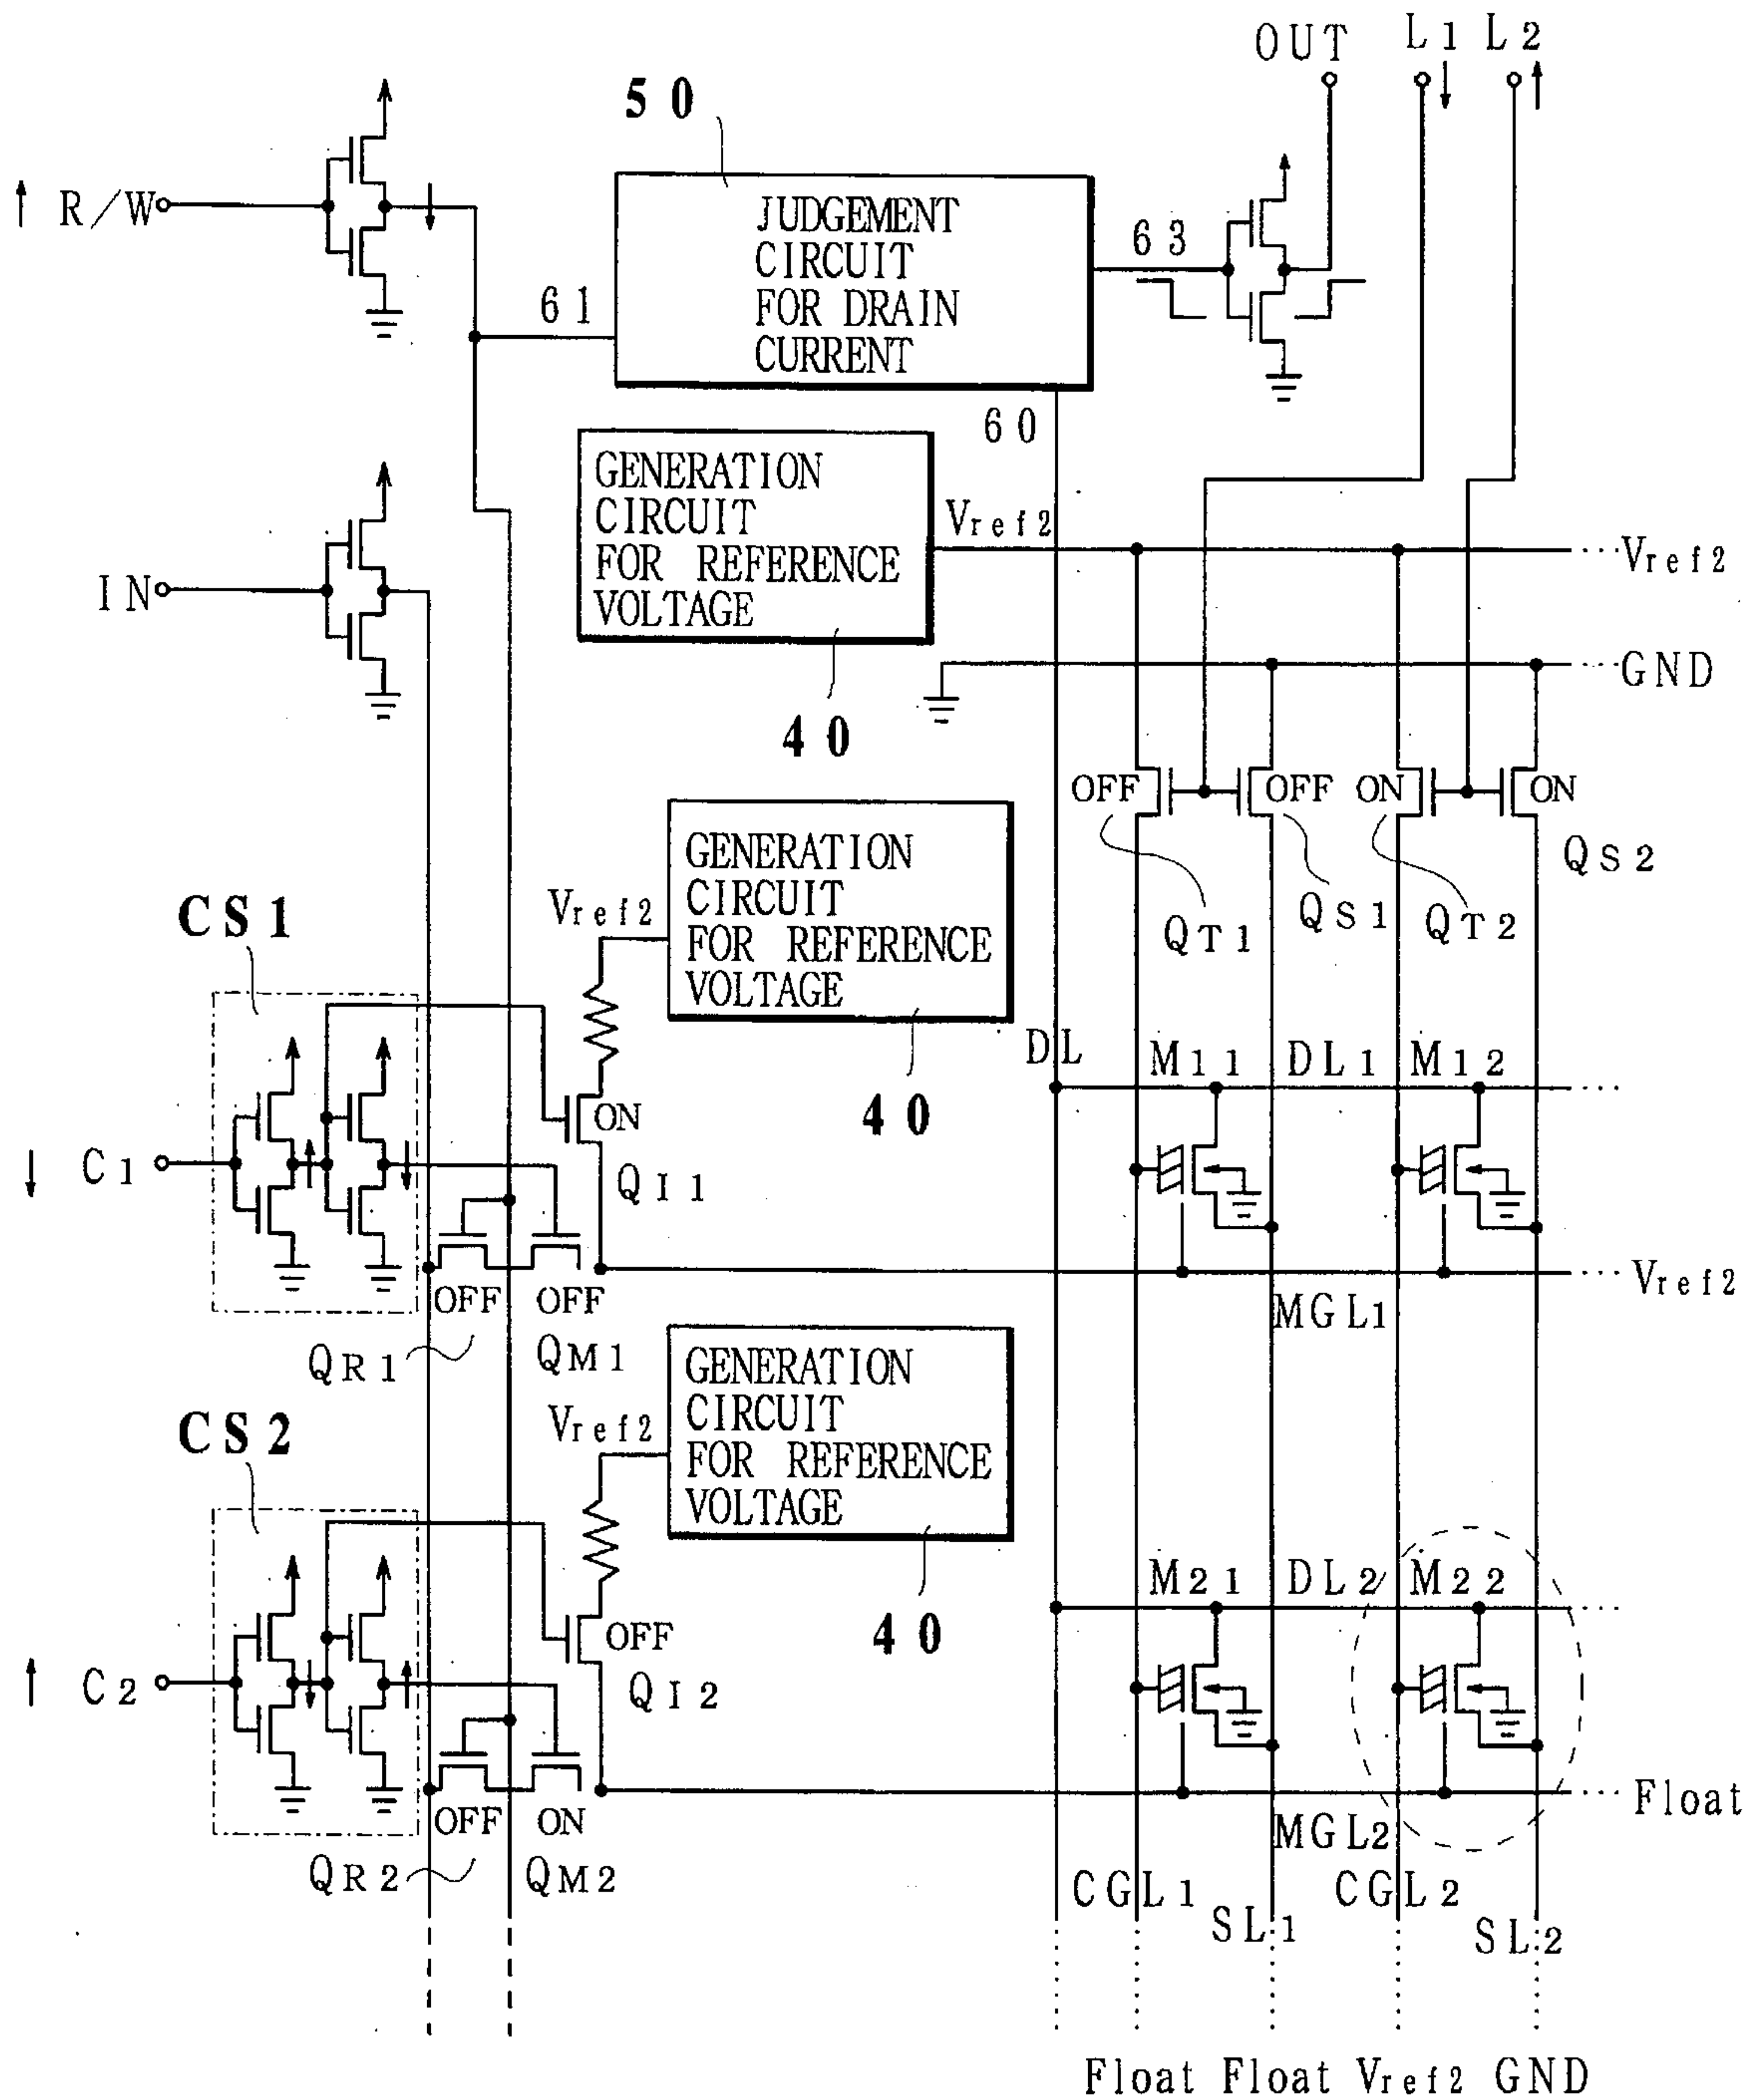 OUT L1 L2
50
R/W
JUDGEMENT
CIRCUIT
FOR DRAIN
CURRENT
63
61
60
GENERATION
CIRCUIT
FOR REFERENCE
VOLTAGE
Vref2
Vref2
IN
GND
40
OFF OFF ON ON
QS2
QS1
QT1
QT2
GENERATION
CIRCUIT
FOR REFERENCE
VOLTAGE
Vref2
CS1
40
DL M11 DL1 M12
ON
C1
QI1
OFF OFF
Vref2
MGL1
QR1 QM1
GENERATION
CIRCUIT
FOR REFERENCE
VOLTAGE
Vref2
CS2
40
M21 DL2 M22
OFF
C2
QI2
Float
OFF ON
MGL2
QR2 QM2
CGL1 CGL2
SL1 SL2
Float Float Vref2 GND